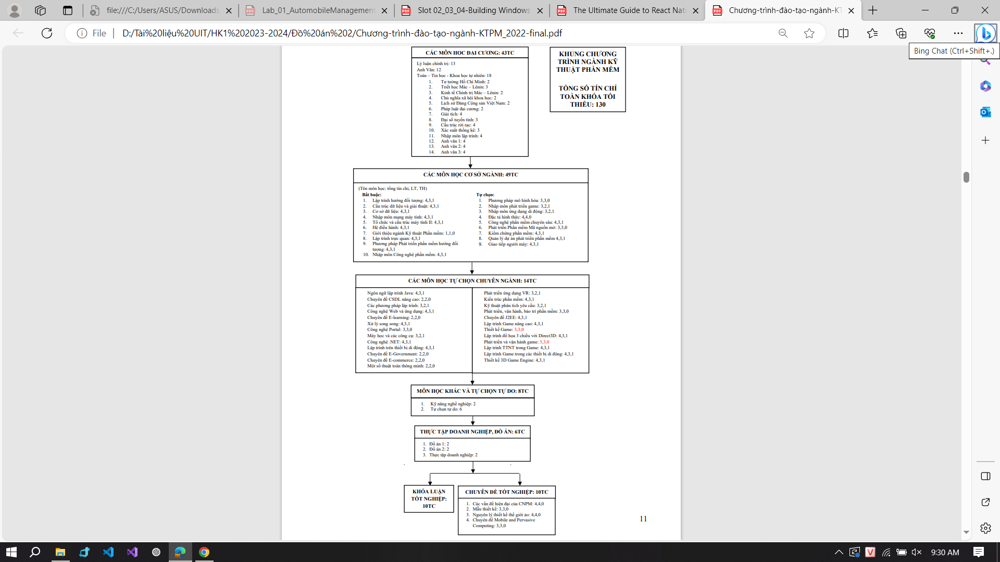 file:///C:/Users/ASUS/Downloads
Lab_01_AutomobileManagement
Slot 02_03_04-Building Windows
The Ultimate Guide to React Nati
Chương-trình-đào-tạo-ngành-KT
File
D:/Tài%20liệu%20UIT/HK1%202023-2024/Đồ%20án%202/Chương-trình-đào-tạo-ngành-KTPM_2022-final.pdf
Bing Chat (Ctrl+Shift+.)
CÁC MÔN HỌC ĐẠI CƯƠNG: 43TC
Lý luận chính trị: 13
Anh Văn: 12
Toán – Tin học - Khoa học tự nhiên: 18
1. Tư tưởng Hồ Chí Minh: 2
2. Triết học Mác – Lênin: 3
3. Kinh tế Chính trị Mác – Lênin: 2
4. Chủ nghĩa xã hội khoa học: 2
5. Lịch sử Đảng Cộng sản Việt Nam: 2
6. Pháp luật đại cương: 2
7. Giải tích: 4
8. Đại số tuyến tính: 3
9. Cấu trúc rời rạc: 4
10. Xác suất thống kê: 3
11. Nhập môn lập trình: 4
12. Anh văn 1: 4
13. Anh văn 2: 4
14. Anh văn 3: 4
KHUNG CHƯƠNG
TRÌNH NGÀNH KỸ
THUẬT PHẦN MỀM
TỔNG SỐ TÍN CHỈ
TOÀN KHÓA TỐI
THIỂU: 130
CÁC MÔN HỌC CƠ SỞ NGÀNH: 49TC
(Tên môn học: tổng tín chỉ, LT, TH)
Bắt buộc:
1. Lập trình hướng đối tượng: 4,3,1
2. Cấu trúc dữ liệu và giải thuật: 4,3,1
3. Cơ sở dữ liệu: 4,3,1
4. Nhập môn mạng máy tính: 4,3,1
5. Tổ chức và cấu trúc máy tính II: 4,3,1
6. Hệ điều hành: 4,3,1
7. Giới thiệu ngành Kỹ thuật Phần mềm: 1,1,0
8. Lập trình trực quan: 4,3,1
9. Phương pháp Phát triển phần mềm hướng đối
tượng: 4,3,1
10. Nhập môn Công nghệ phần mềm: 4,3,1
Tự chọn:
1. Phương pháp mô hình hóa: 3,3,0
2. Nhập môn phát triển game: 3,2,1
3. Nhập môn ứng dụng di động: 3,2,1
4. Đặc tả hình thức: 4,4,0
5. Công nghệ phần mềm chuyên sâu: 4,3,1
6. Phát triển Phần mềm Mã nguồn mở: 3,3,0
7. Kiểm chứng phần mềm: 4,3,1
8. Quản lý dự án phát triển phần mềm 4,3,1
9. Giao tiếp người máy: 4,3,1
CÁC MÔN HỌC TỰ CHỌN CHUYÊN NGÀNH: 14TC
Ngôn ngữ lập trình Java: 4,3,1
Chuyên đề CSDL nâng cao: 2,2,0
Các phương pháp lập trình: 3,2,1
Công nghệ Web và ứng dụng: 4,3,1
Chuyên đề E-learning: 2,2,0
Xử lý song song: 4,3,1
Công nghệ Portal: 3,3,0
Máy học và các công cụ: 3,2,1
Công nghệ .NET: 4,3,1
Lập trình trên thiết bị di động: 4,3,1
Chuyên đề E-Government: 2,2,0
Chuyên đề E-commerce: 2,2,0
Một số thuật toán thông minh: 2,2,0
Phát triển ứng dụng VR: 3,2,1
Kiến trúc phần mềm: 4,3,1
Kỹ thuật phân tích yêu cầu: 3,2,1
Phát triển, vận hành, bảo trì phần mềm: 3,3,0
Chuyên đề J2EE: 4,3,1
Lập trình Game nâng cao: 4,3,1
Thiết kế Game: 3,3,0
Lập trình đồ họa 3 chiều với Direct3D: 4,3,1
Phát triển và vận hành game: 3,3,0
Lập trình TTNT trong Game: 4,3,1
Lập trình Game trong các thiết bị di động: 4,3,1
Thiết kế 3D Game Engine: 4,3,1
MÔN HỌC KHÁC VÀ TỰ CHỌN TỰ DO: 8TC
1. Kỹ năng nghề nghiệp: 2
2. Tự chọn tự do: 6
THỰC TẬP DOANH NGHIỆP, ĐỒ ÁN: 6TC
1. Đồ án 1: 2
2. Đồ án 2: 2
3. Thực tập doanh nghiệp: 2
KHÓA LUẬN
TỐT NGHIỆP:
10TC
CHUYÊN ĐỀ TỐT NGHIỆP: 10TC
1. Các vấn đề hiện đại của CNPM: 4,4,0
2. Mẫu thiết kế: 3,3,0
3. Nguyên lý thiết kế thế giới ảo: 4,4,0
4. Chuyên đề Mobile and Pervasive
Computing: 3,3,0
11
9:30 AM